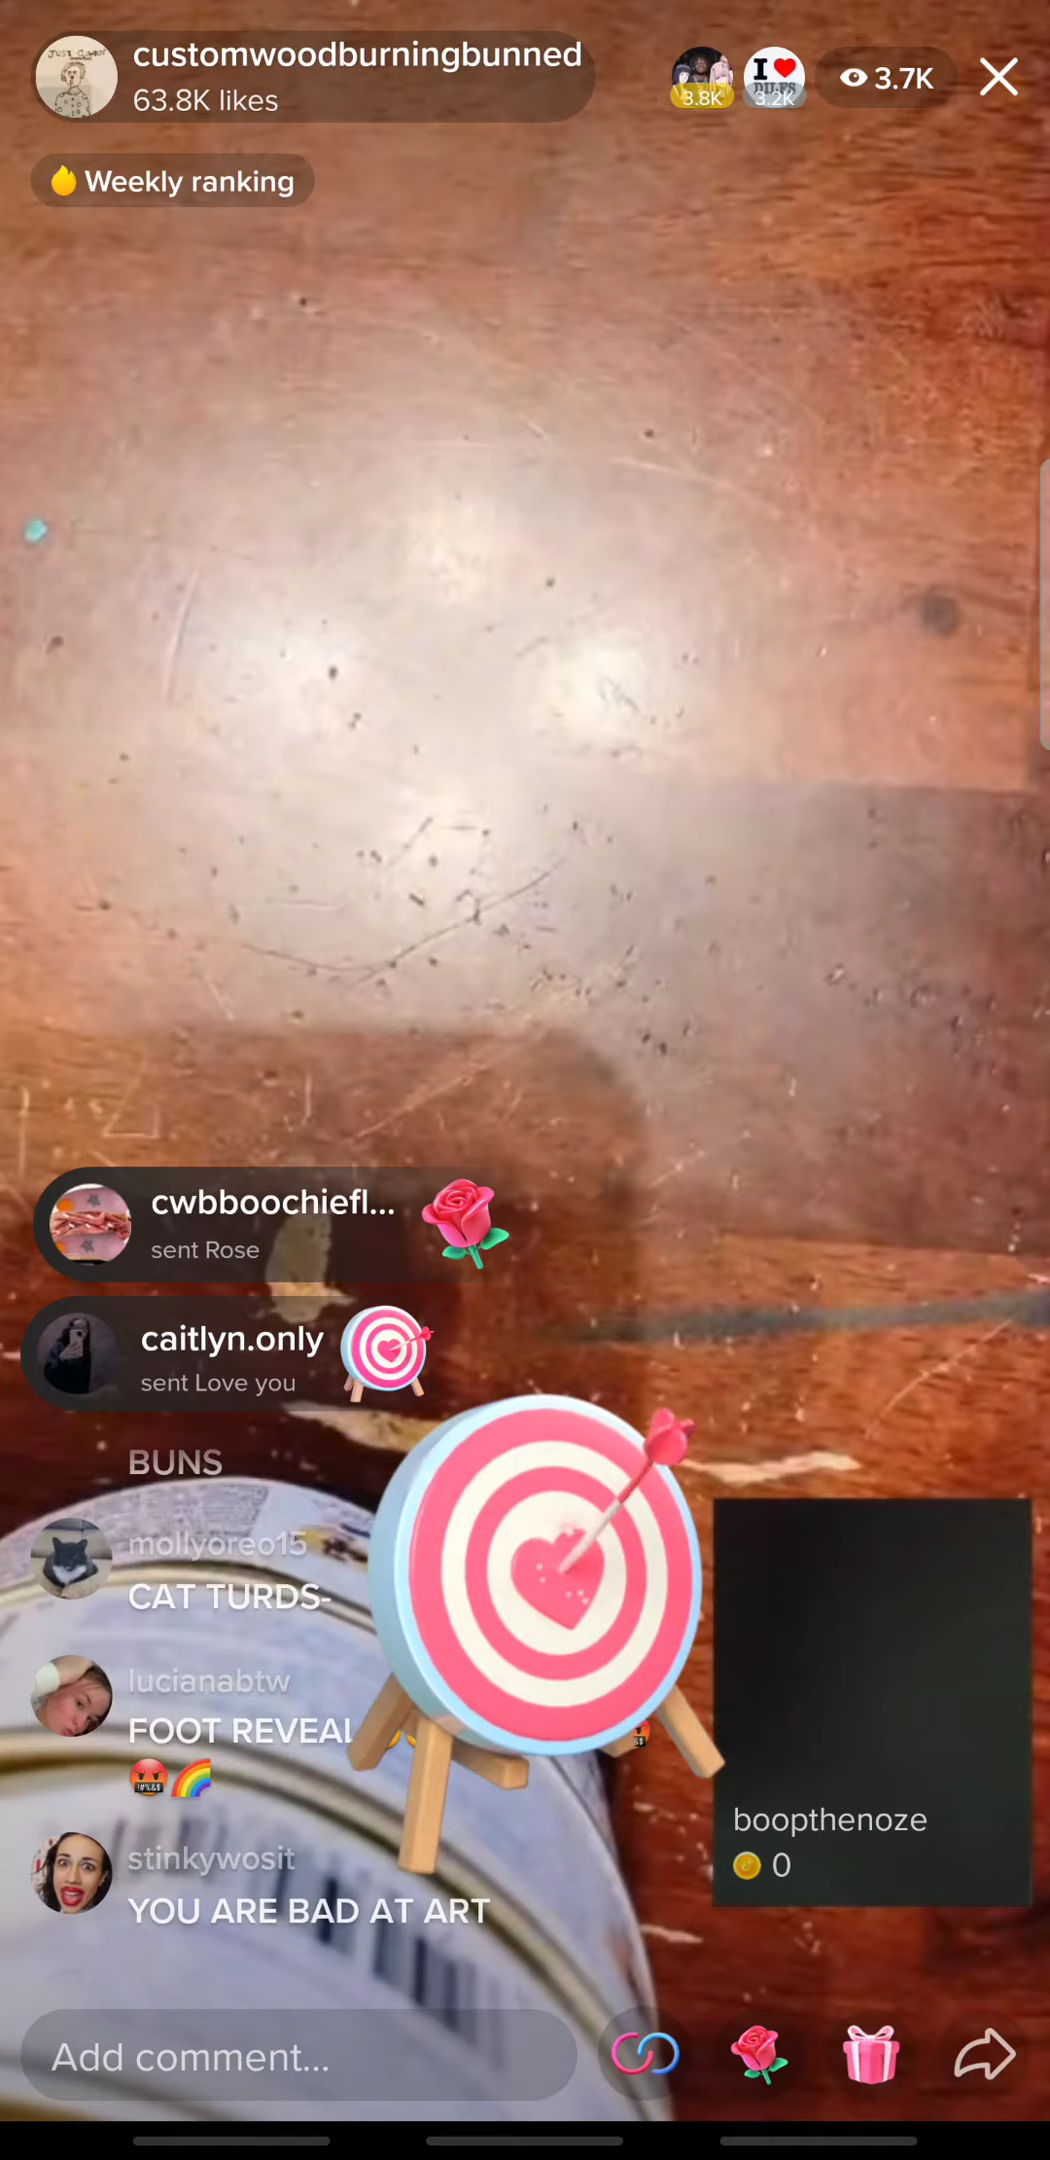 customwoodburningbunned
63.8K likes
3.8K
I ❤️
DILFS
3.2K
3.7K
Weekly ranking
cwbboochiefl...
sent Rose
caitlyn.only
sent Love you
BUNS
mollyoreo15
CAT TURDS-
lucianabtw
FOOT REVEAL
stinkywosit
YOU ARE BAD AT ART
boopthenoze
0
Add comment...